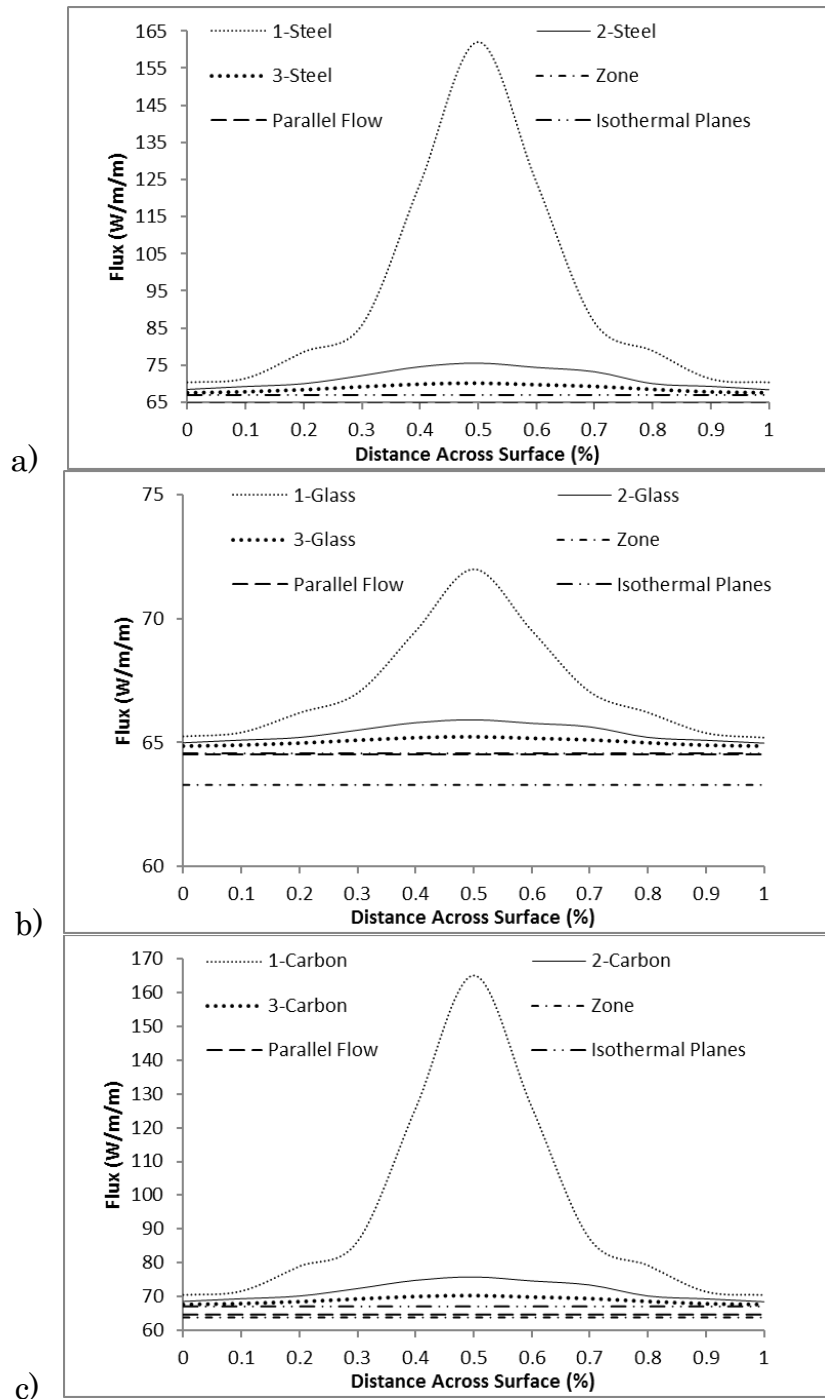 165
155
145
135
125
115
105
95
85
75
65
Flux (W/m/m)
1-Steel 2-Steel
3-Steel Zone
Parallel Flow Isothermal Planes
0 0.1 0.2 0.3 0.4 0.5 0.6 0.7 0.8 0.9 1
Distance Across Surface (%)
a)
75
70
65
60
Flux (W/m/m)
1-Glass 2-Glass
3-Glass Zone
Parallel Flow Isothermal Planes
0 0.1 0.2 0.3 0.4 0.5 0.6 0.7 0.8 0.9 1
Distance Across Surface (%)
b)
170
160
150
140
130
120
110
100
90
80
70
60
Flux (W/m/m)
1-Carbon 2-Carbon
3-Carbon Zone
Parallel Flow Isothermal Planes
0 0.1 0.2 0.3 0.4 0.5 0.6 0.7 0.8 0.9 1
Distance Across Surface (%)
c)